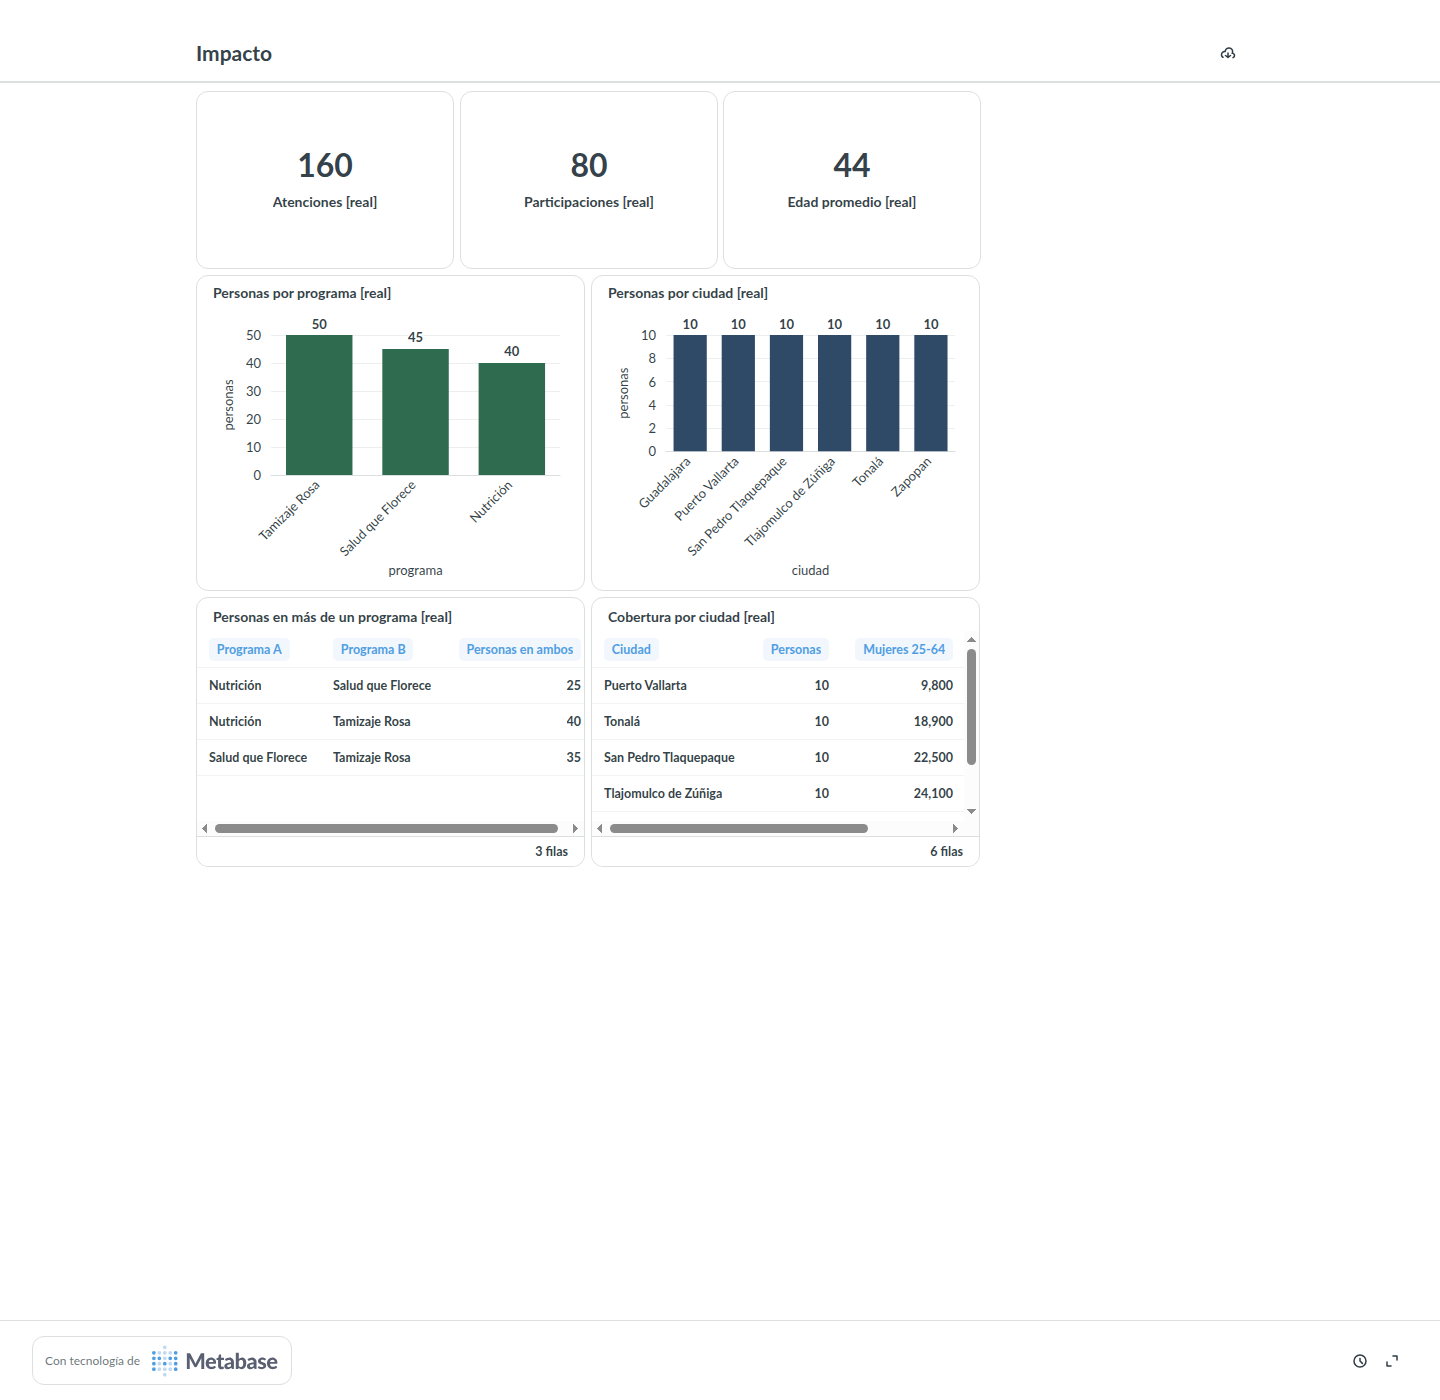 Impacto
160
Atenciones [real]
80
Participaciones [real]
44
Edad promedio [real]
Personas por programa [real]
50
45
40
50
40
30
20
10
0
personas
Tamizaje Rosa
Salud que Florece
Nutrición
programa
Personas por ciudad [real]
10 10 10 10 10 10
10
8
6
4
2
0
personas
Guadalajara
Puerto Vallarta
San Pedro Tlaquepaque
Tlajomulco de Zúñiga
Tonalá
Zapopan
ciudad
Personas en más de un programa [real]
Programa A Programa B Personas en ambos
Nutrición Salud que Florece 25
Nutrición Tamizaje Rosa 40
Salud que Florece Tamizaje Rosa 35
3 filas
Cobertura por ciudad [real]
Ciudad Personas Mujeres 25-64
Puerto Vallarta 10 9,800
Tonalá 10 18,900
San Pedro Tlaquepaque 10 22,500
Tlajomulco de Zúñiga 10 24,100
6 filas
Con tecnología de Metabase